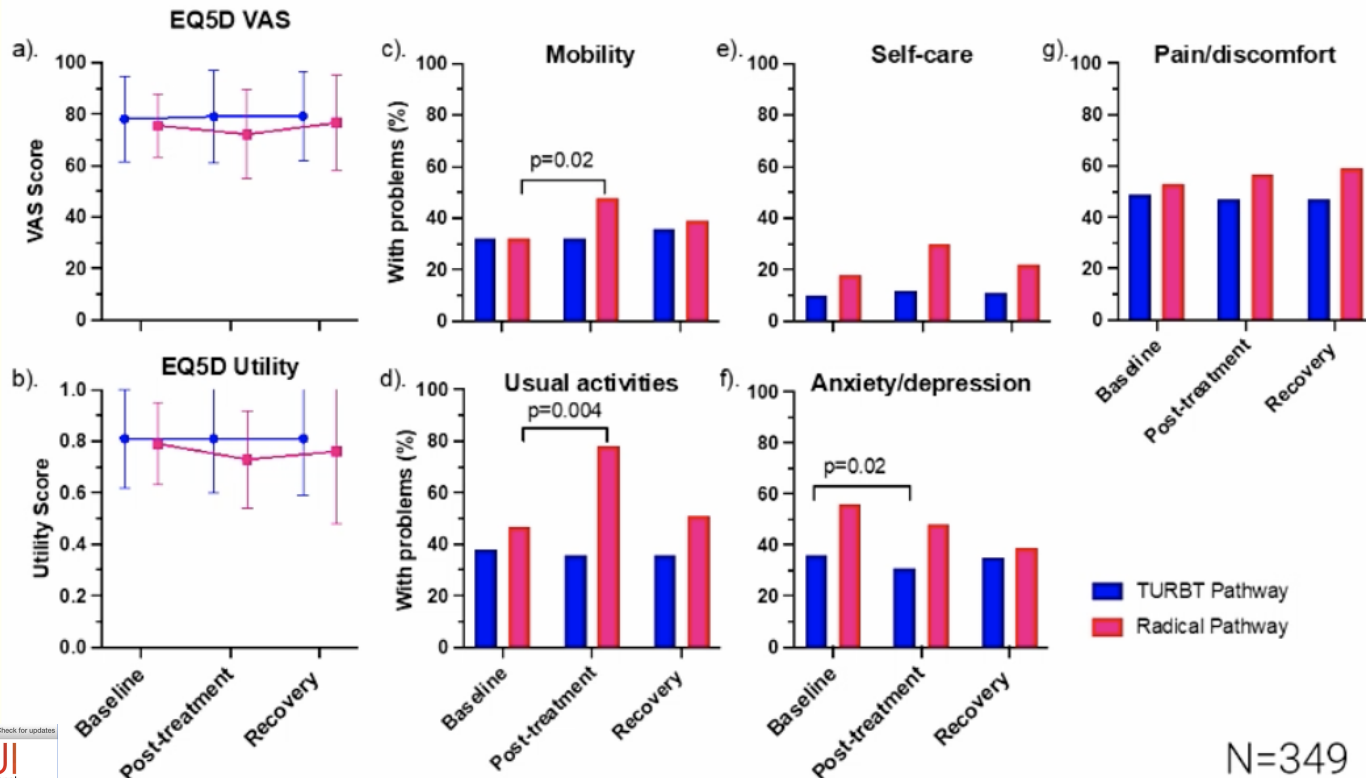 EQ5D VAS
a).
VAS Score
100
80
60
40
20
0
b).
EQ5D Utility
Utility Score
1.0
0.8
0.6
0.4
0.2
0.0
Baseline
Post-treatment
Recovery
c).
Mobility
With problems (%)
100
80
60
40
20
0
p=0.02
d).
Usual activities
With problems (%)
100
80
60
40
20
0
p=0.004
Baseline
Post-treatment
Recovery
e).
Self-care
100
80
60
40
20
0
f).
Anxiety/depression
100
80
60
40
20
0
p=0.02
Baseline
Post-treatment
Recovery
g).
Pain/discomfort
100
80
60
40
20
0
Baseline
Post-treatment
Recovery
TURBT Pathway
Radical Pathway
N=349
Check for updates